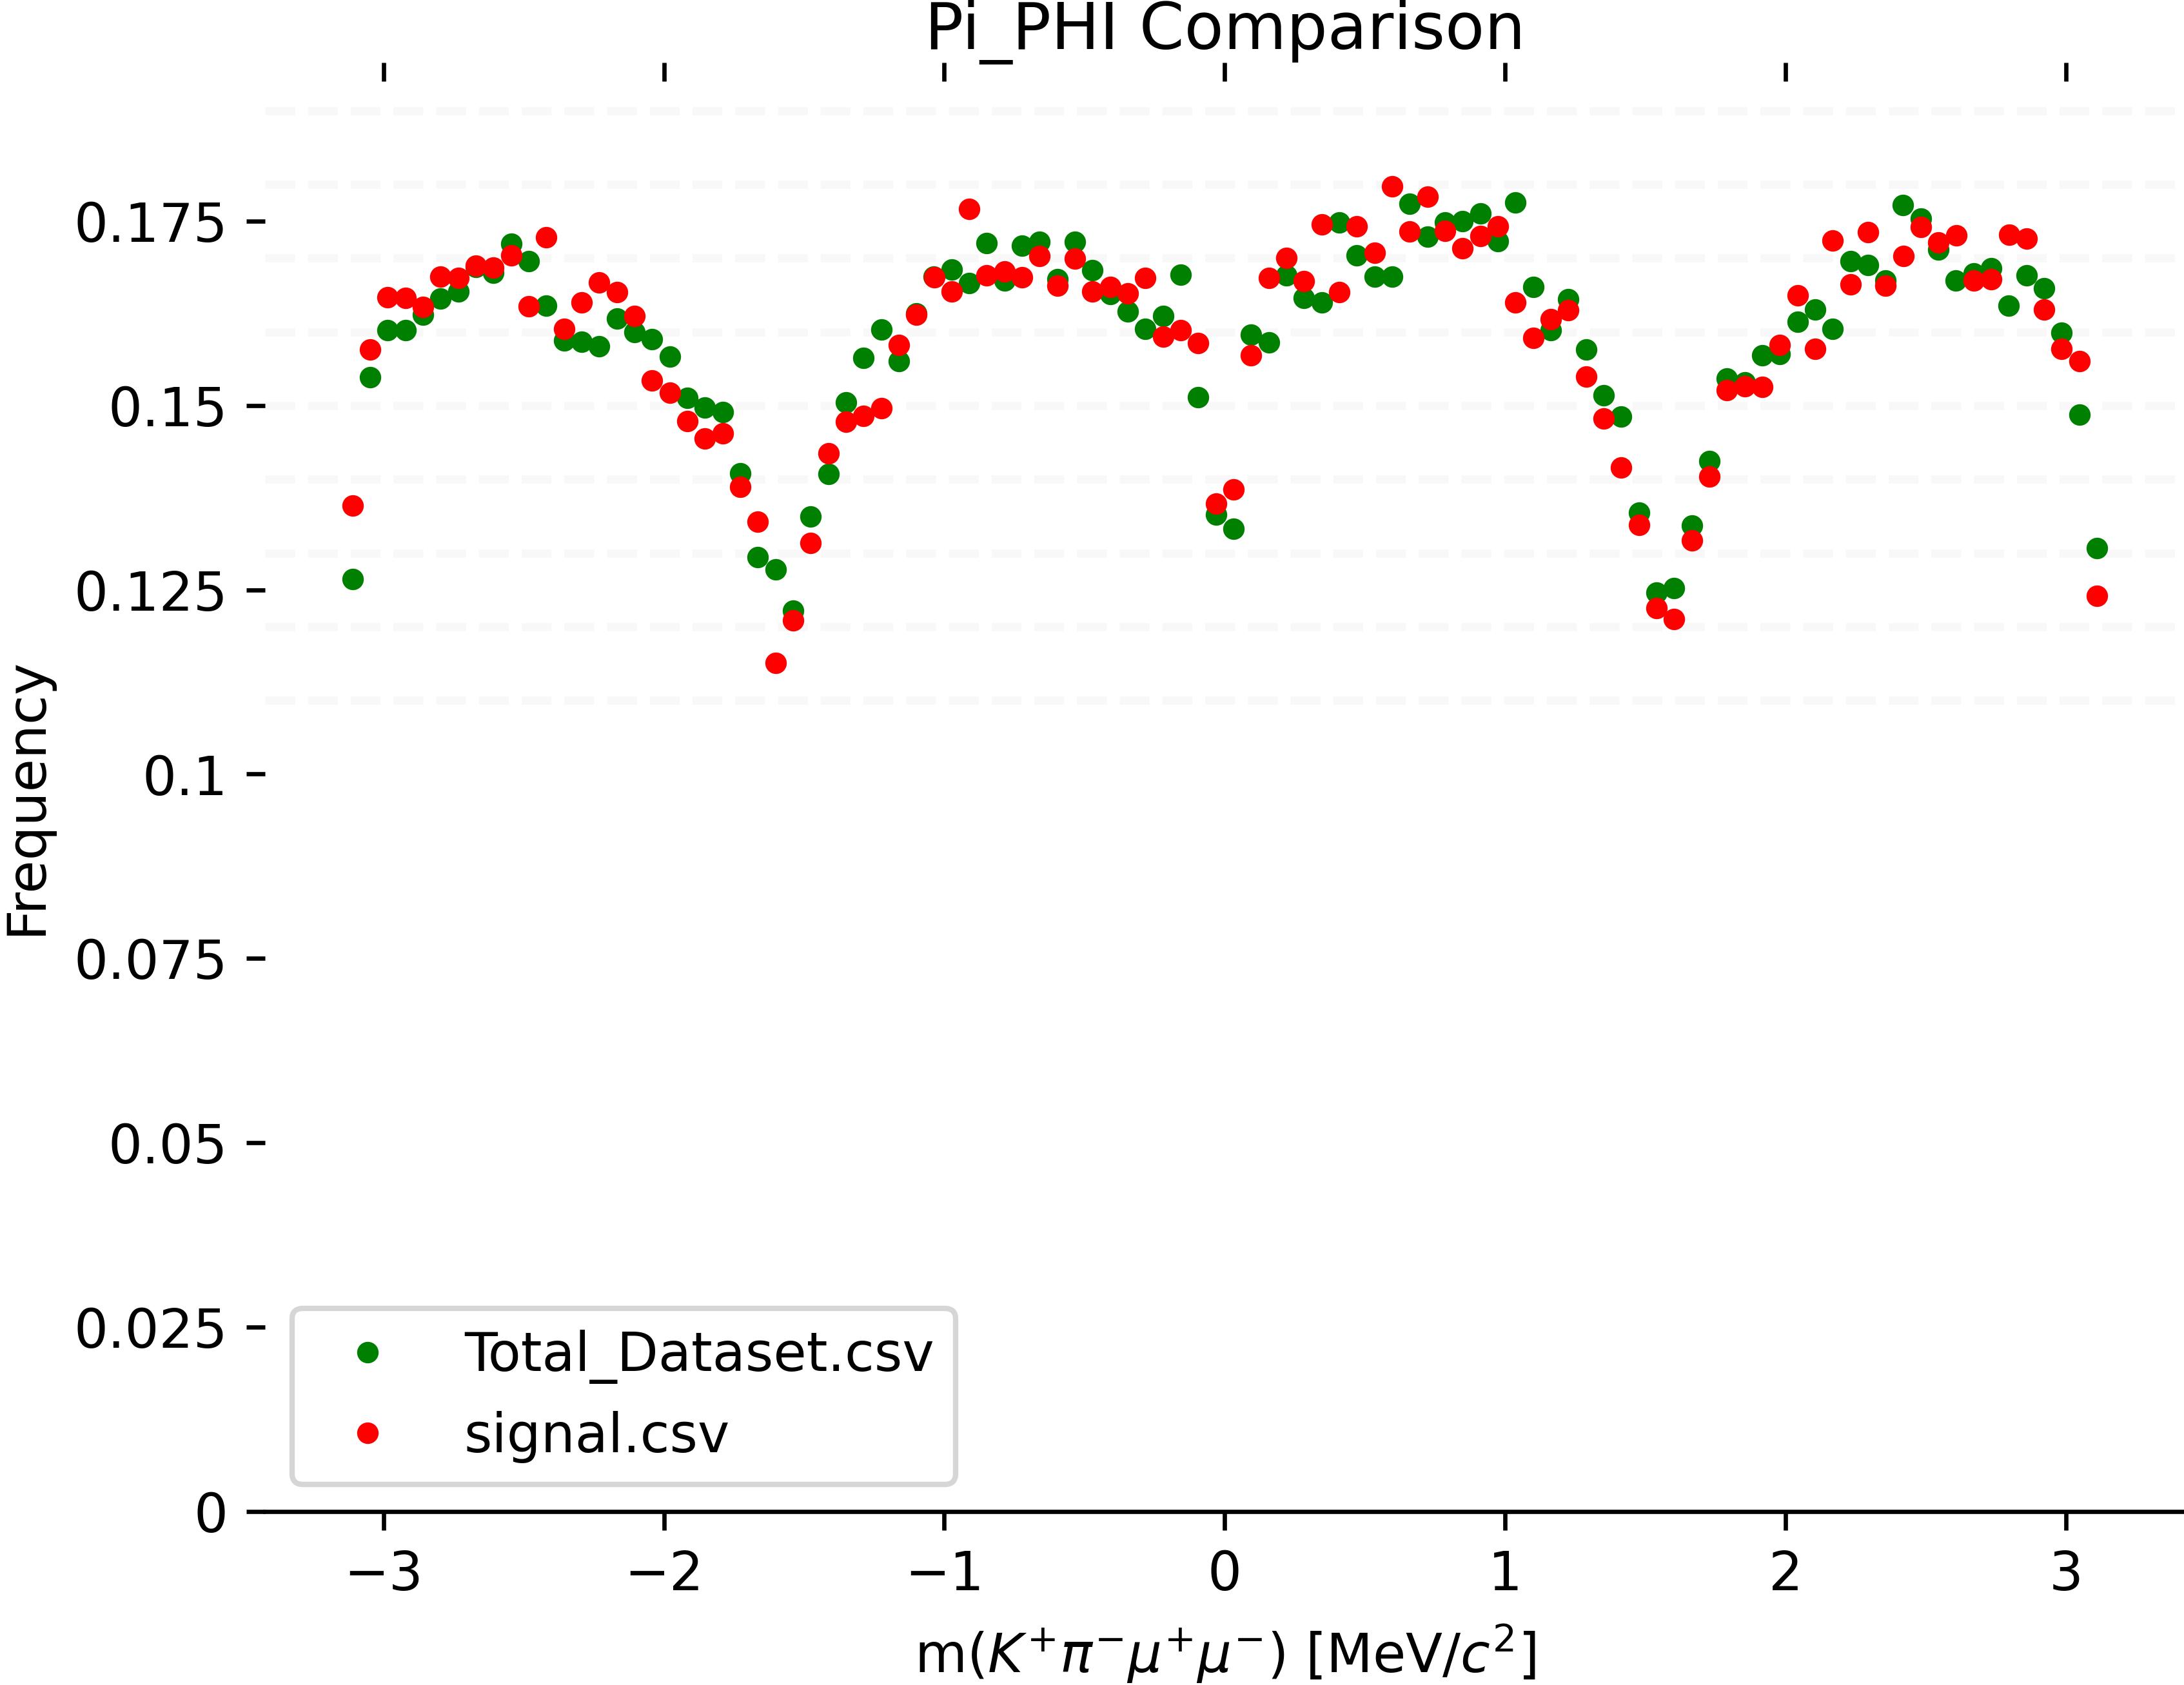 Pi_PHI Comparison
0.175
0.15
0.125
0.1
0.075
0.05
0.025
0
Frequency
Total_Dataset.csv
signal.csv
−3 −2 −1 0 1 2 3
m(K⁺π⁻μ⁺μ⁻) [MeV/c²]